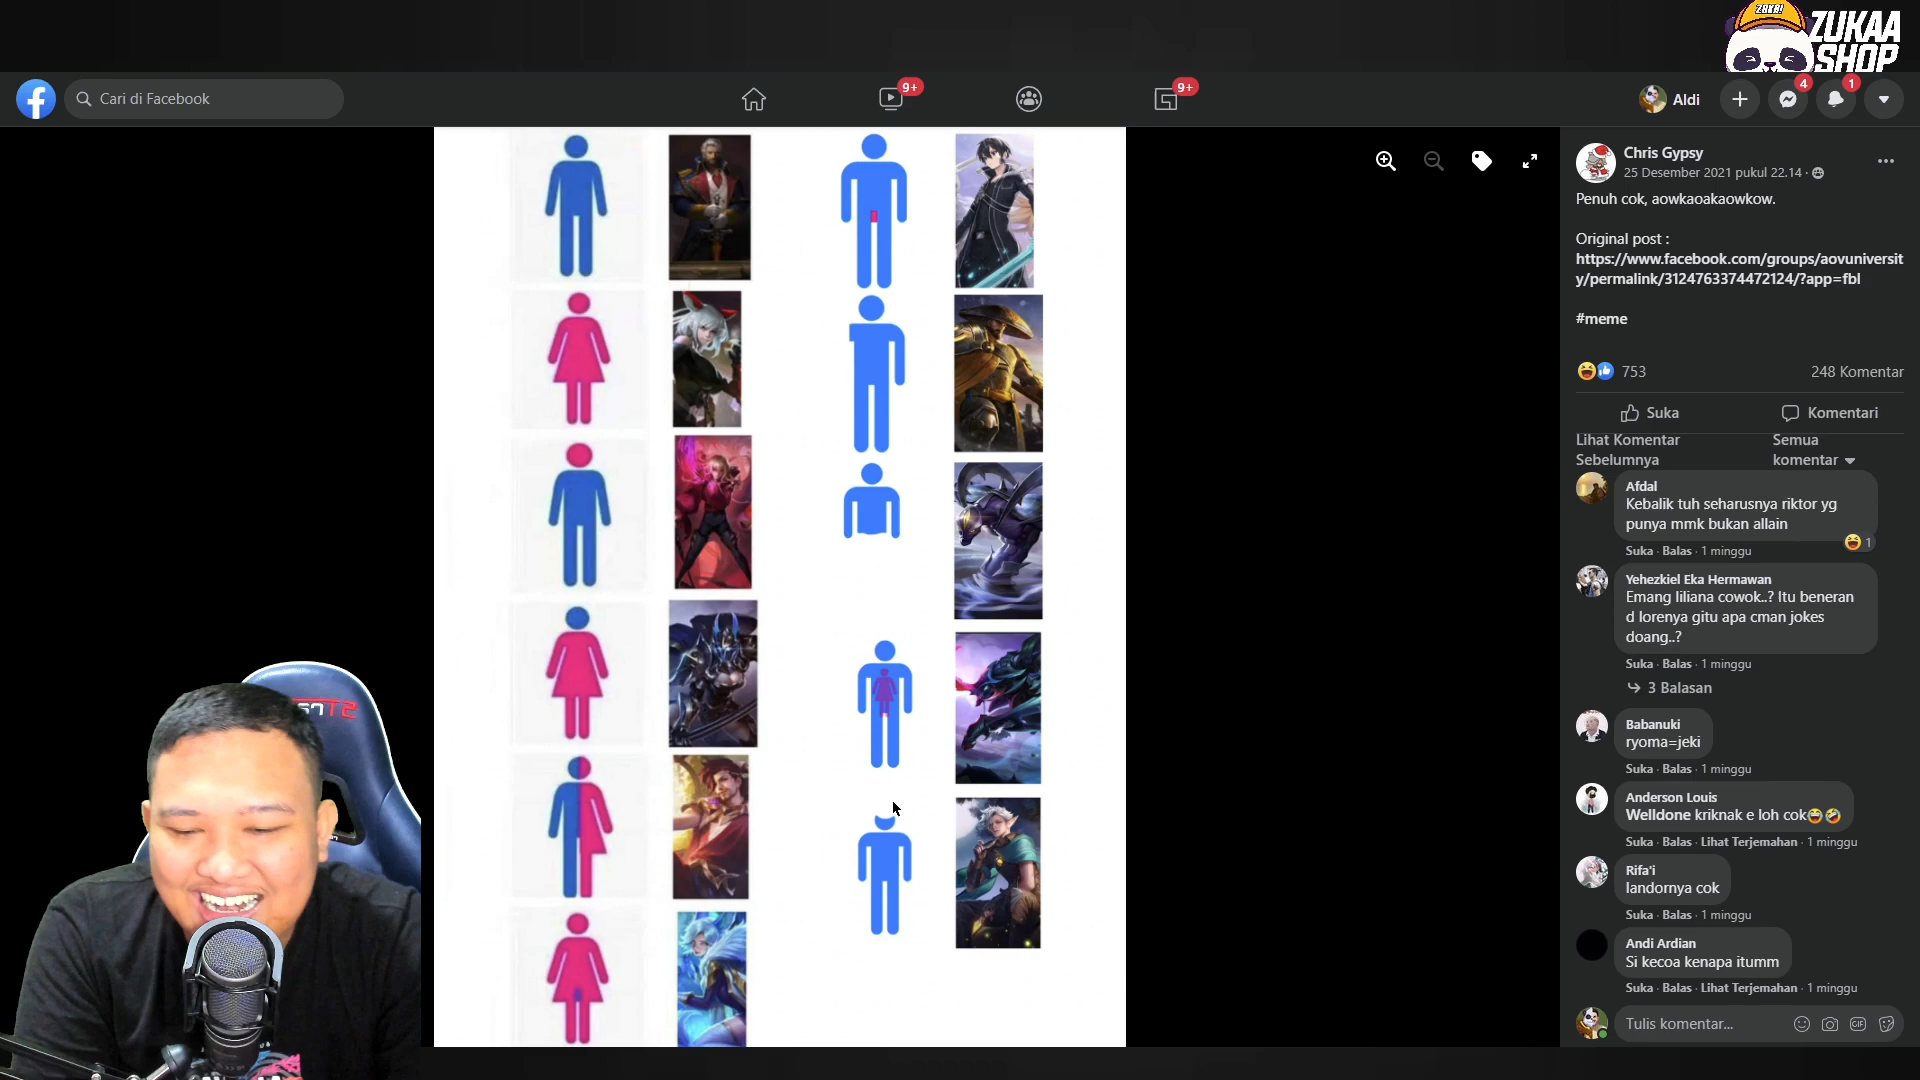 ZBKB!
ZUKAA
SHOP
Cari di Facebook
9+
9+
Aldi
4
1
Chris Gypsy
25 Desember 2021 pukul 22.14 ·
Penuh cok, aowkaoakaowkow.
Original post :
https://www.facebook.com/groups/aovuniversit
y/permalink/3124763374472124/?app=fbl
#meme
753
248 Komentar
Suka
Komentari
Lihat Komentar
Sebelumnya
Semua
komentar
Afdal
Kebalik tuh seharusnya riktor yg
punya mmk bukan allain
1
Suka · Balas · 1 minggu
Yehezkiel Eka Hermawan
Emang liliana cowok..? Itu beneran
d lorenya gitu apa cman jokes
doang..?
Suka · Balas · 1 minggu
3 Balasan
Babanuki
ryoma=jeki
Suka · Balas · 1 minggu
Anderson Louis
Welldone kriknak e loh cok😂🤣
Suka · Balas · Lihat Terjemahan · 1 minggu
Rifa'i
landornya cok
Suka · Balas · 1 minggu
Andi Ardian
Si kecoa kenapa itumm
Suka · Balas · Lihat Terjemahan · 1 minggu
Tulis komentar...
GIF